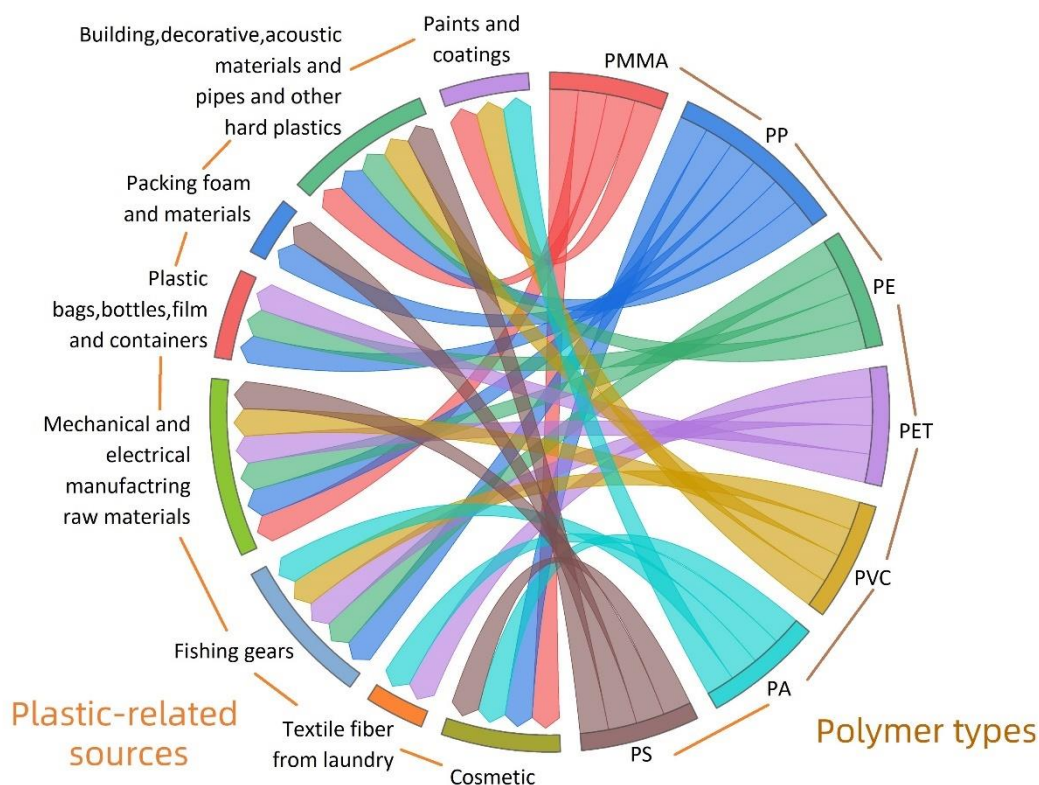 Building,decorative,acoustic
materials and
pipes and other
hard plastics
Paints and
coatings
PMMA
PP
PE
PET
PVC
PA
PS
Packing foam
and materials
Plastic
bags,bottles,film
and containers
Mechanical and
electrical
manufactring
raw materials
Fishing gears
Textile fiber
from laundry
Cosmetic
Plastic-related
sources
Polymer types